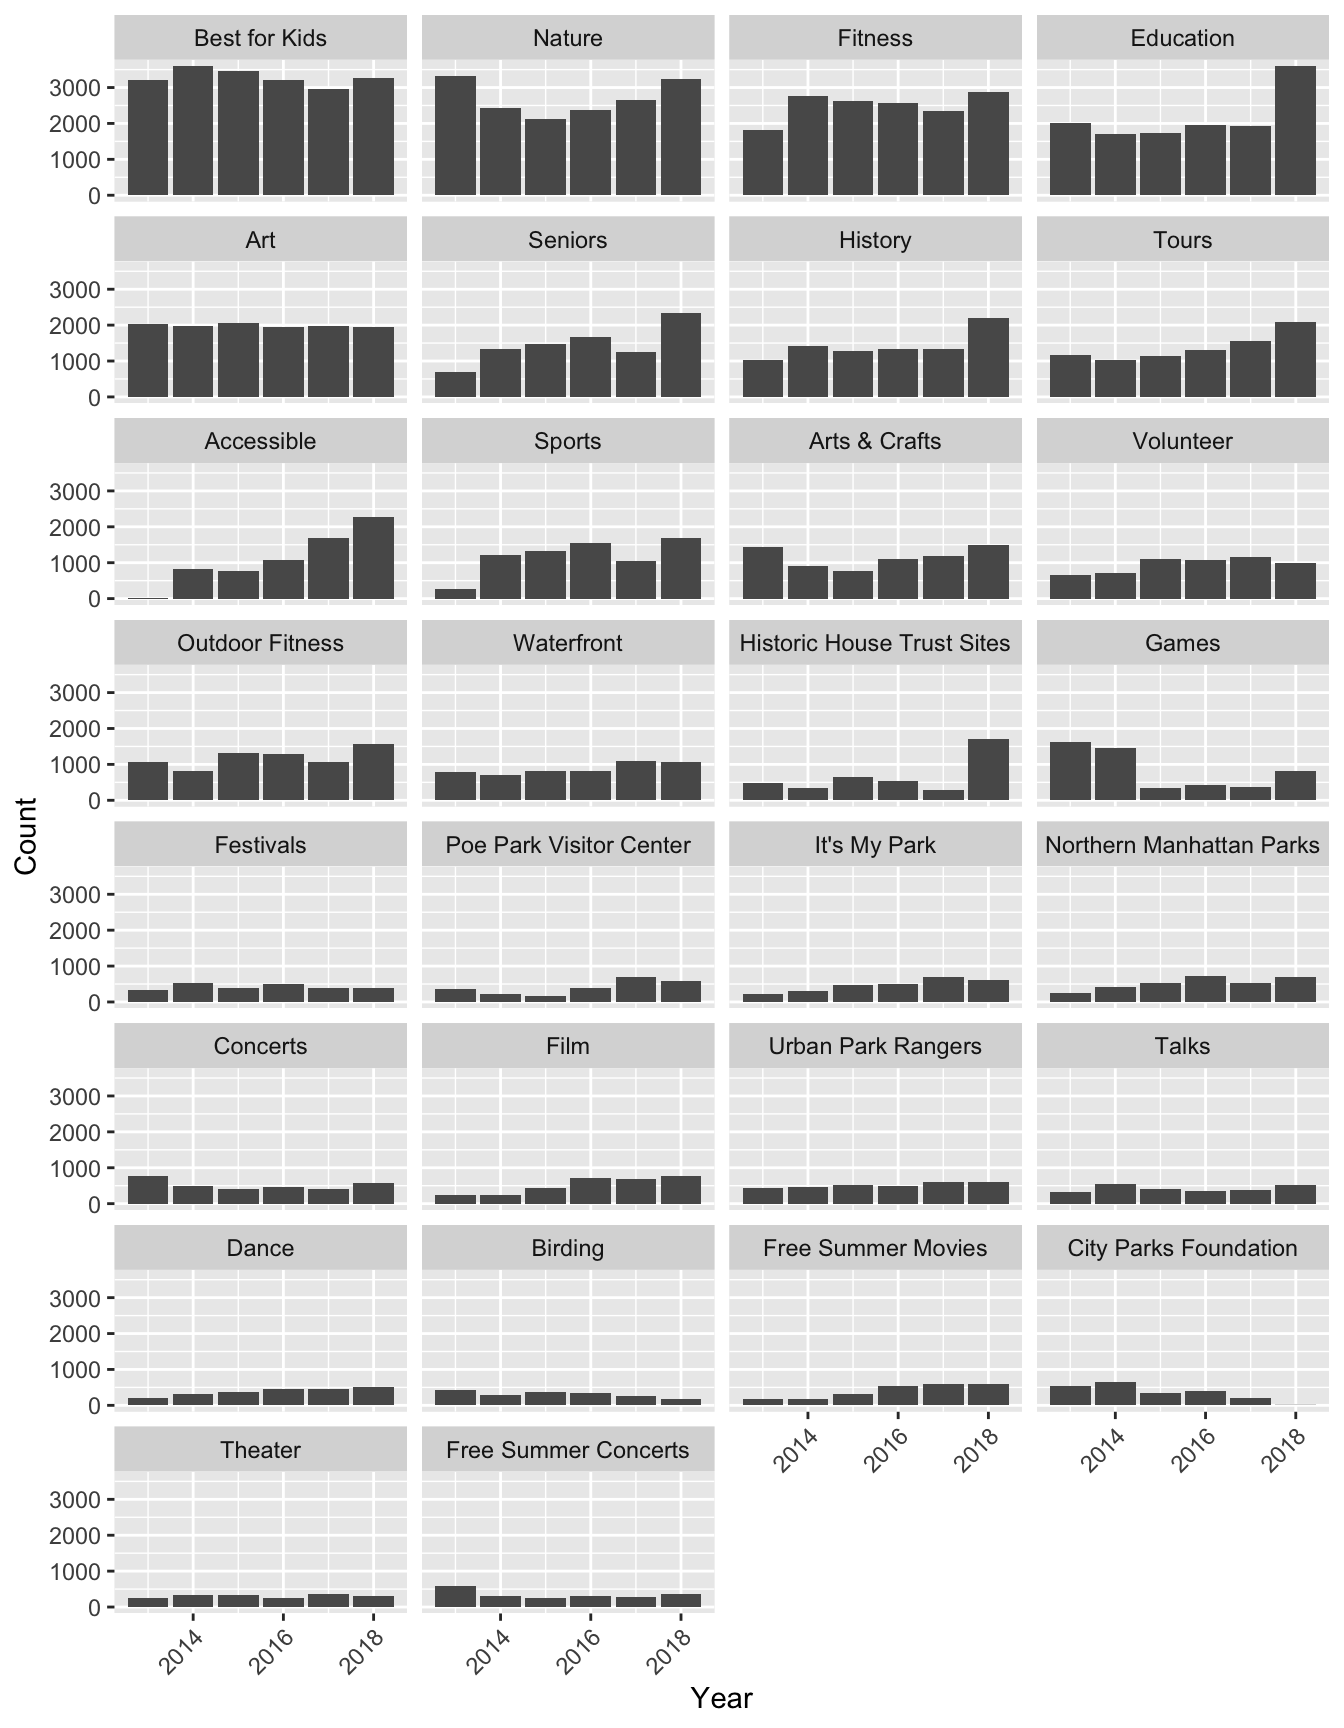 Best for Kids Nature Fitness Education
3000
2000
1000
0
Art Seniors History Tours
3000
2000
1000
0
Accessible Sports Arts & Crafts Volunteer
3000
2000
1000
0
Outdoor Fitness Waterfront Historic House Trust Sites Games
3000
2000
1000
0
Count
Festivals Poe Park Visitor Center It's My Park Northern Manhattan Parks
3000
2000
1000
0
Concerts Film Urban Park Rangers Talks
3000
2000
1000
0
Dance Birding Free Summer Movies City Parks Foundation
3000
2000
1000
0
2014 2016 2018 2014 2016 2018
Theater Free Summer Concerts
3000
2000
1000
0
2014 2016 2018 2014 2016 2018
Year